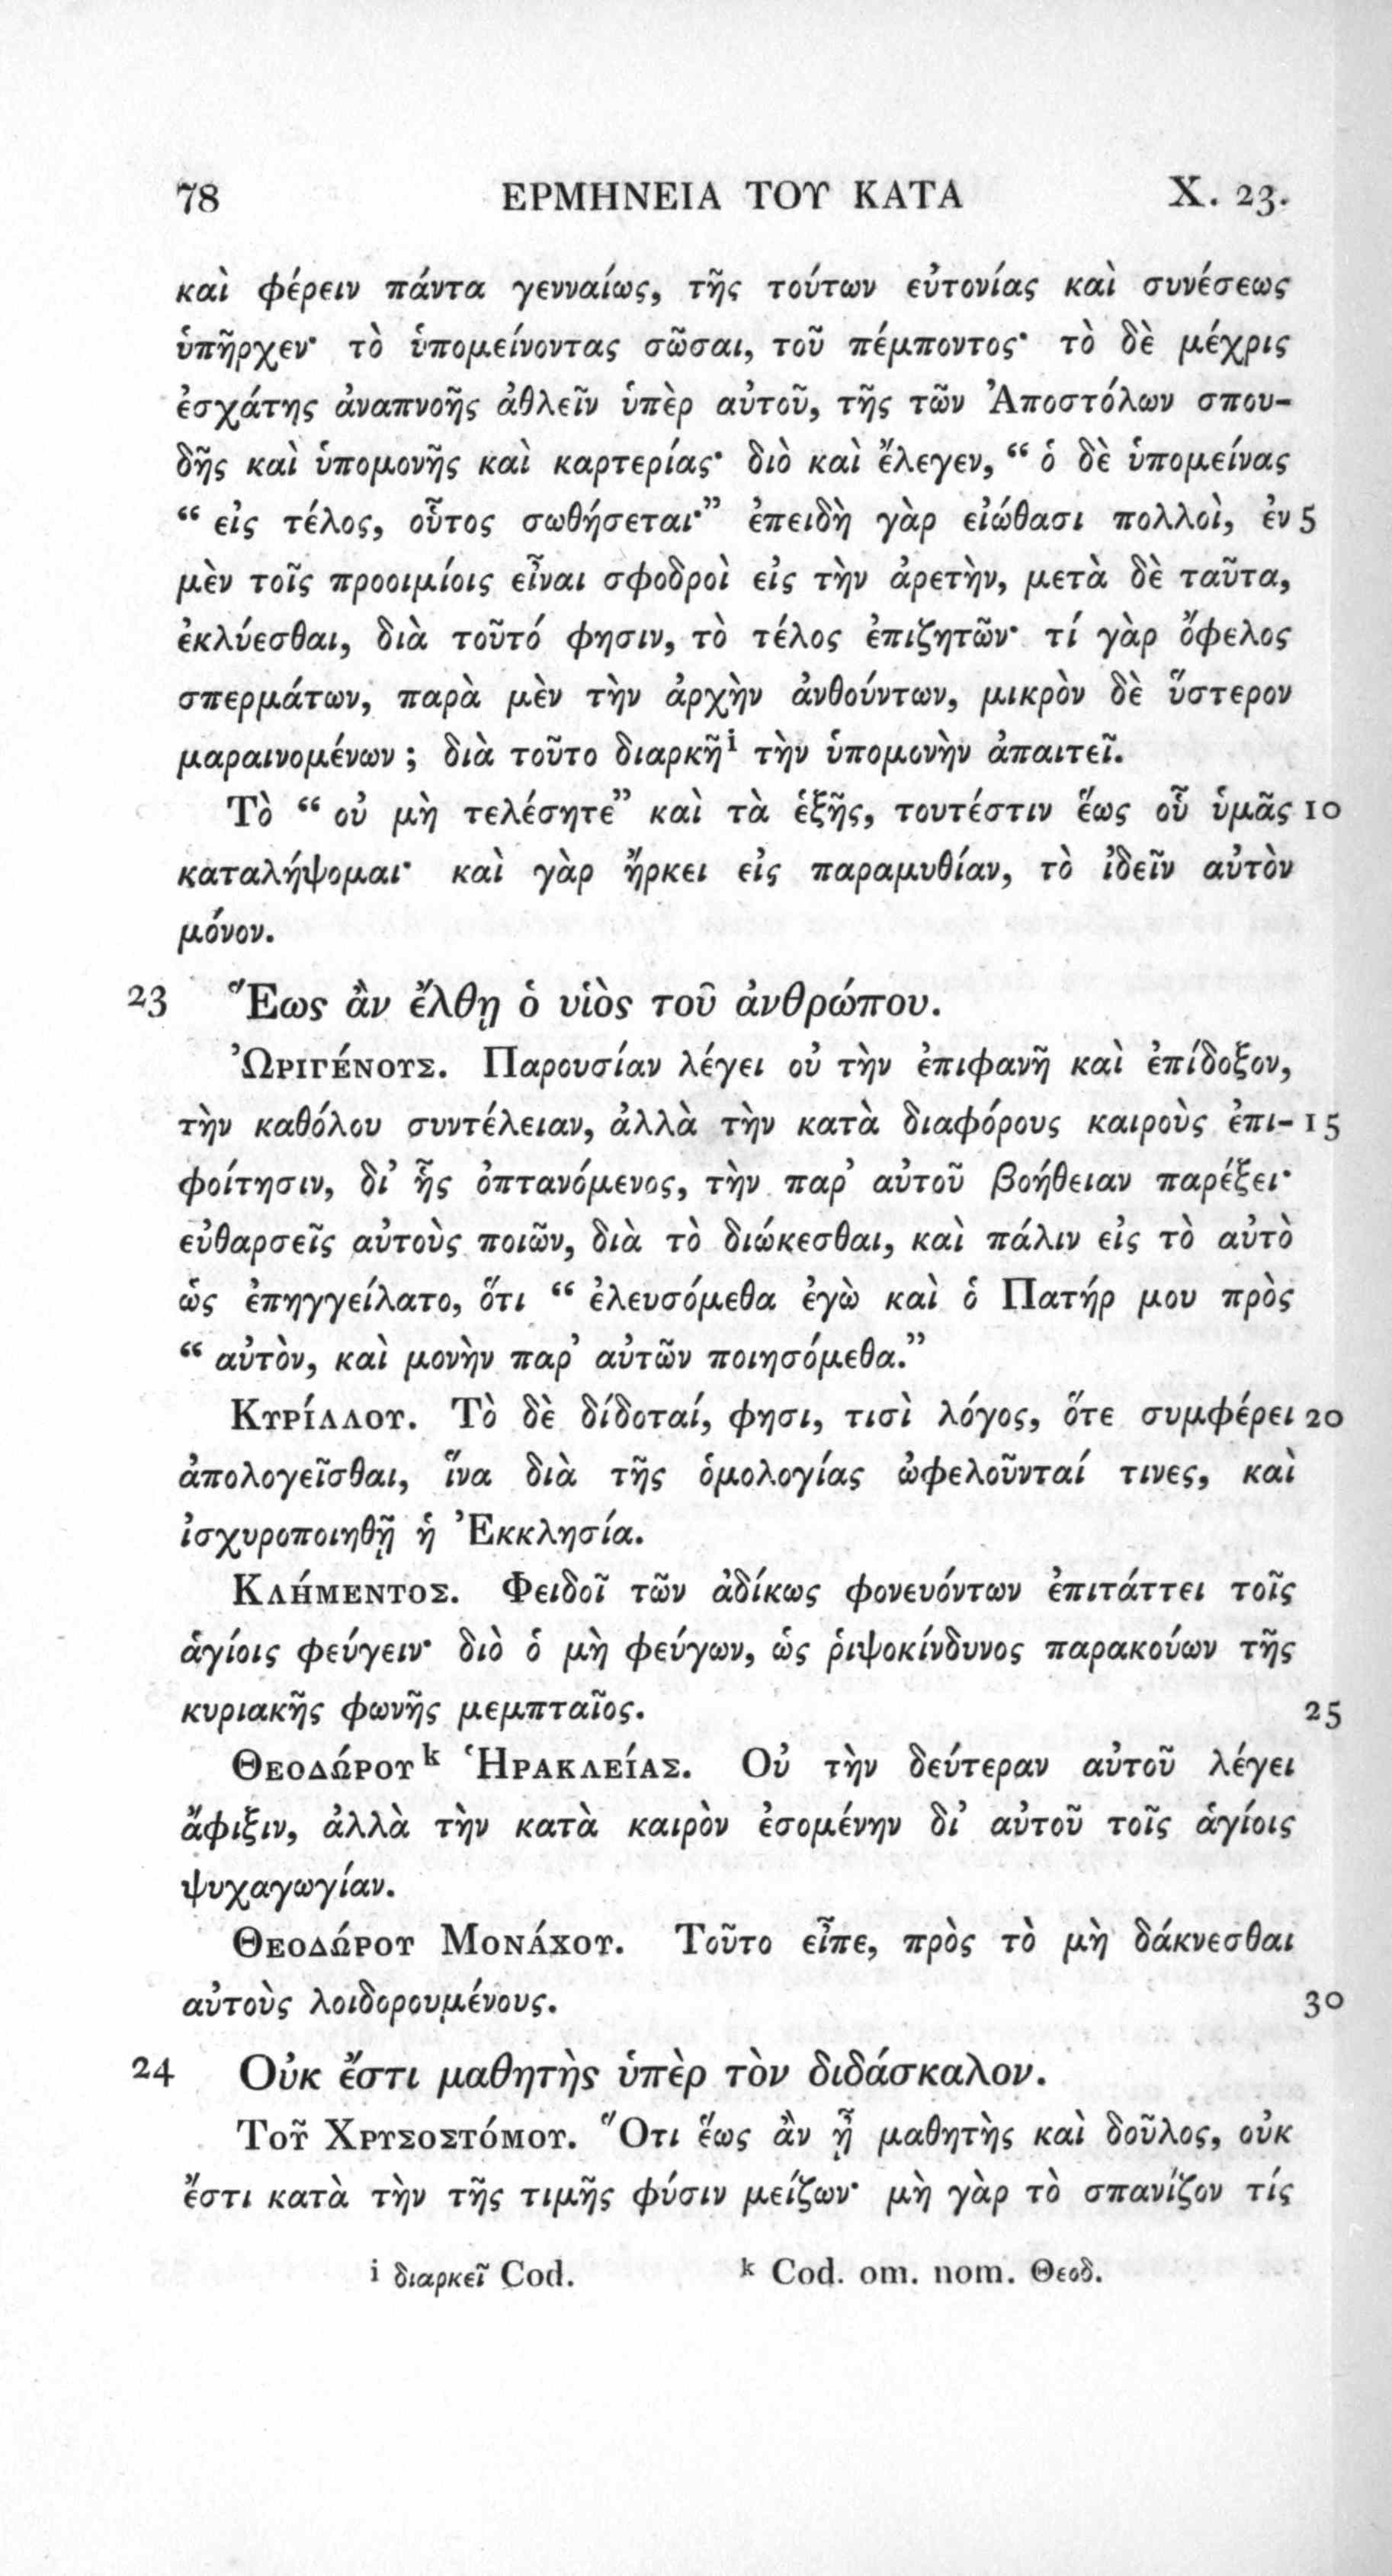 78 ΕΡΜΗΝΕΙΑ ΤΟΥ ΚΑΤΑ Χ. 23.
καὶ φέρειν πάντα γενναίως, τῆς τούτων εὐτονίας καὶ συνέσεως
ὑπῆρχεν· τὸ ὑπομείνοντας σῶσαι, τοῦ πέμποντος· τὸ δὲ μέχρις
ἐσχάτης ἀναπνοῆς ἀθλεῖν ὑπὲρ αὐτοῦ, τῆς τῶν Ἀποστόλων σπου-
δῆς καὶ ὑπομονῆς καὶ καρτερίας· διὸ καὶ ἔλεγεν, “ ὁ δὲ ὑπομείνας
“ εἰς τέλος, οὗτος σωθήσεται·” ἐπειδὴ γὰρ εἰώθασι πολλοὶ, ἐν 5
μὲν τοῖς προοιμίοις εἶναι σφοδροὶ εἰς τὴν ἀρετὴν, μετὰ δὲ ταῦτα,
ἐκλύεσθαι, διὰ τοῦτό φησιν, τὸ τέλος ἐπιζητῶν· τί γὰρ ὄφελος
σπερμάτων, παρὰ μὲν τὴν ἀρχὴν ἀνθούντων, μικρὸν δὲ ὕστερον
μαραινομένων ; διὰ τοῦτο διαρκῆ i τὴν ὑπομονὴν ἀπαιτεῖ.
Τὸ “ οὐ μὴ τελέσητε” καὶ τὰ ἑξῆς, τουτέστιν ἕως οὗ ὑμᾶς 10
καταλήψομαι· καὶ γὰρ ἤρκει εἰς παραμυθίαν, τὸ ἰδεῖν αὐτὸν
μόνον.
23 Ἕως ἂν ἔλθῃ ὁ υἱὸς τοῦ ἀνθρώπου.
Ὠριγένους. Παρουσίαν λέγει οὐ τὴν ἐπιφανῆ καὶ ἐπίδοξον,
τὴν καθόλου συντέλειαν, ἀλλὰ τὴν κατὰ διαφόρους καιροὺς ἐπι- 15
φοίτησιν, δι’ ἧς ὀπτανόμενος, τὴν παρ’ αὐτοῦ βοήθειαν παρέξει·
εὐθαρσεῖς αὐτοὺς ποιῶν, διὰ τὸ διώκεσθαι, καὶ πάλιν εἰς τὸ αὐτὸ
ὡς ἐπηγγείλατο, ὅτι “ ἐλευσόμεθα ἐγὼ καὶ ὁ Πατήρ μου πρὸς
“ αὐτὸν, καὶ μονὴν παρ’ αὐτῶν ποιησόμεθα.”
Κυρίλλου. Τὸ δὲ δίδοταί, φησι, τισὶ λόγος, ὅτε συμφέρει 20
ἀπολογεῖσθαι, ἵνα διὰ τῆς ὁμολογίας ὠφελοῦνταί τινες, καὶ
ἰσχυροποιηθῇ ἡ Ἐκκλησία.
Κλήμεντος. Φειδοῖ τῶν ἀδίκως φονευόντων ἐπιτάττει τοῖς
ἁγίοις φεύγειν· διὸ ὁ μὴ φεύγων, ὡς ῥιψοκίνδυνος παρακούων τῆς
κυριακῆς φωνῆς μεμπταῖος. 25
Θεοδώρου k Ἡρακλείας. Οὐ τὴν δεύτεραν αὐτοῦ λέγει
ἄφιξιν, ἀλλὰ τὴν κατὰ καιρὸν ἐσομένην δι’ αὐτοῦ τοῖς ἁγίοις
ψυχαγωγίαν.
Θεοδώρου Μονάχου. Τοῦτο εἶπε, πρὸς τὸ μὴ δάκνεσθαι
αὐτοὺς λοιδορουμένους. 30
24 Οὐκ ἔστι μαθητὴς ὑπὲρ τὸν διδάσκαλον.
Τοῦ Χρυσοστόμου. Ὅτι ἕως ἂν ᾖ μαθητὴς καὶ δοῦλος, οὐκ
ἔστι κατὰ τὴν τῆς τιμῆς φύσιν μείζων· μὴ γὰρ τὸ σπανίζον τίς
i διαρκεῖ Cod. k Cod. om. nom. Θεοδ.